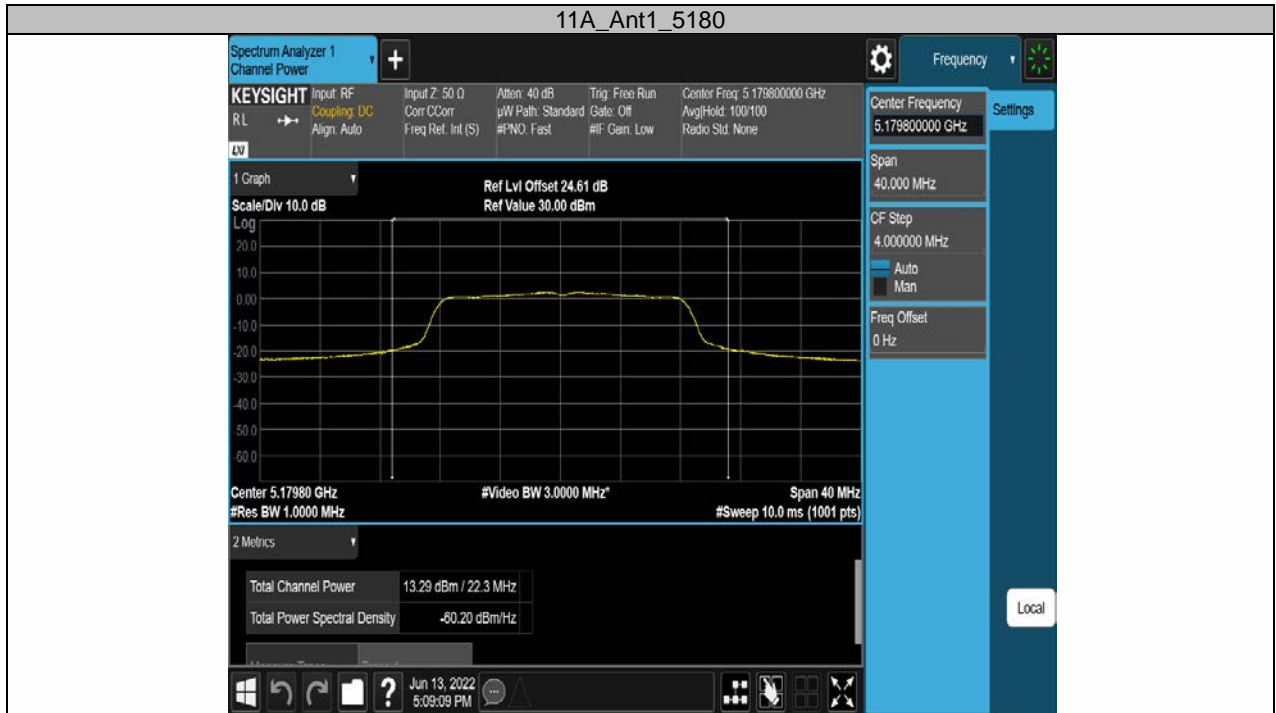 11A_Ant1_5180
Spectrum Analyzer 1
Channel Power
+
Frequency
KEYSIGHT
RL
LXI
Input: RF
Coupling: DC
Align: Auto
Input Z: 50 Ω
Corr CCorr
Freq Ref: Int (S)
Atten: 40 dB
µW Path: Standard
#PNO: Fast
Trig: Free Run
Gate: Off
#IF Gain: Low
Center Freq: 5.179800000 GHz
Avg|Hold: 100/100
Radio Std: None
Center Frequency
5.179800000 GHz
Settings
Span
40.000 MHz
CF Step
4.000000 MHz
Auto
Man
Freq Offset
0 Hz
1 Graph
Scale/Div 10.0 dB
Ref Lvl Offset 24.61 dB
Ref Value 30.00 dBm
Log
20.0
10.0
0.00
-10.0
-20.0
-30.0
-40.0
-50.0
-60.0
Center 5.17980 GHz
#Res BW 1.0000 MHz
#Video BW 3.0000 MHz*
Span 40 MHz
#Sweep 10.0 ms (1001 pts)
2 Metrics
Total Channel Power 13.29 dBm / 22.3 MHz
Total Power Spectral Density -60.20 dBm/Hz
Local
?
Jun 13, 2022
5:09:09 PM